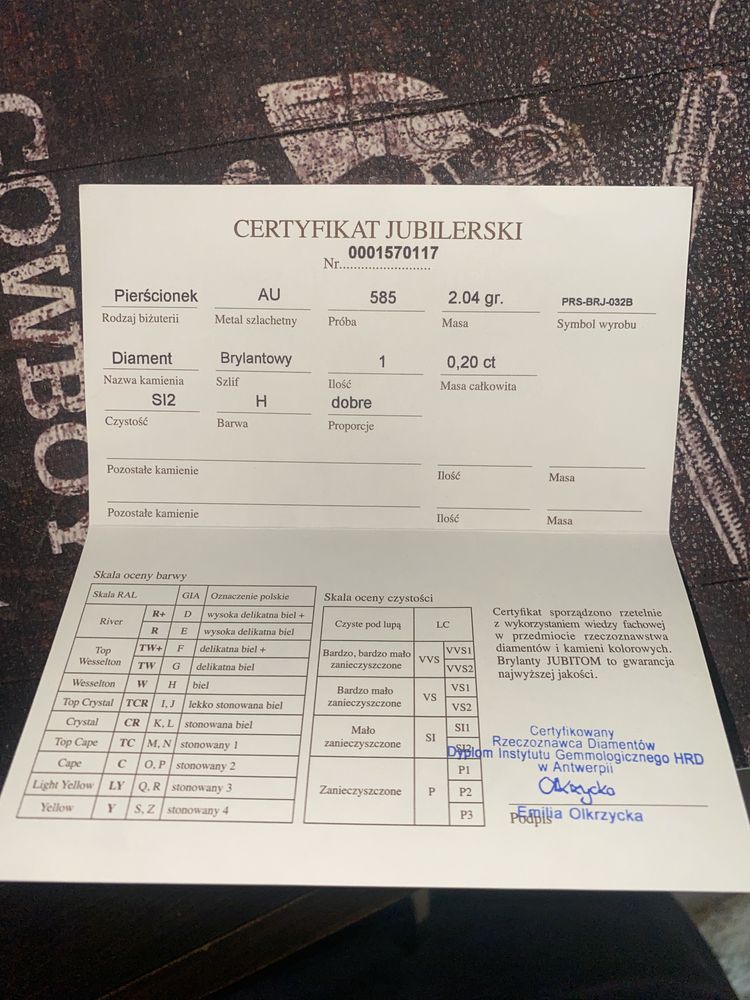 COWBOY
CERTYFIKAT JUBILERSKI
0001570117
Nr..........................
Pierścionek AU 585 2.04 gr. PRS-BRJ-032B
Rodzaj biżuterii Metal szlachetny Próba Masa Symbol wyrobu
Diament Brylantowy 1 0,20 ct
Nazwa kamienia Szlif Ilość Masa całkowita
SI2 H dobre
Czystość Barwa Proporcje
Pozostałe kamienie Ilość Masa
Pozostałe kamienie Ilość Masa
Skala oceny barwy
Skala RAL GIA Oznaczenie polskie
River R+ D wysoka delikatna biel +
R E wysoka delikatna biel
Top Wesselton TW+ F delikatna biel +
TW G delikatna biel
Wesselton W H biel
Top Crystal TCR I, J lekko stonowana biel
Crystal CR K, L stonowana biel
Top Cape TC M, N stonowany 1
Cape C O, P stonowany 2
Light Yellow LY Q, R stonowany 3
Yellow Y S, Z stonowany 4
Skala oceny czystości
Czyste pod lupą LC
Bardzo, bardzo mało zanieczyszczone VVS VVS1
VVS2
Bardzo mało zanieczyszczone VS VS1
VS2
Mało zanieczyszczone SI SI1
SI2
Zanieczyszczone P P1
P2
P3
Certyfikat sporządzono rzetelnie
z wykorzystaniem wiedzy fachowej
w przedmiocie rzeczoznawstwa
diamentów i kamieni kolorowych.
Brylanty JUBITOM to gwarancja
najwyższej jakości.
Certyfikowany
Rzeczoznawca Diamentów
Dyplom Instytutu Gemmologicznego HRD
w Antwerpii
Olkrzycka
Emilia Olkrzycka
Podpis